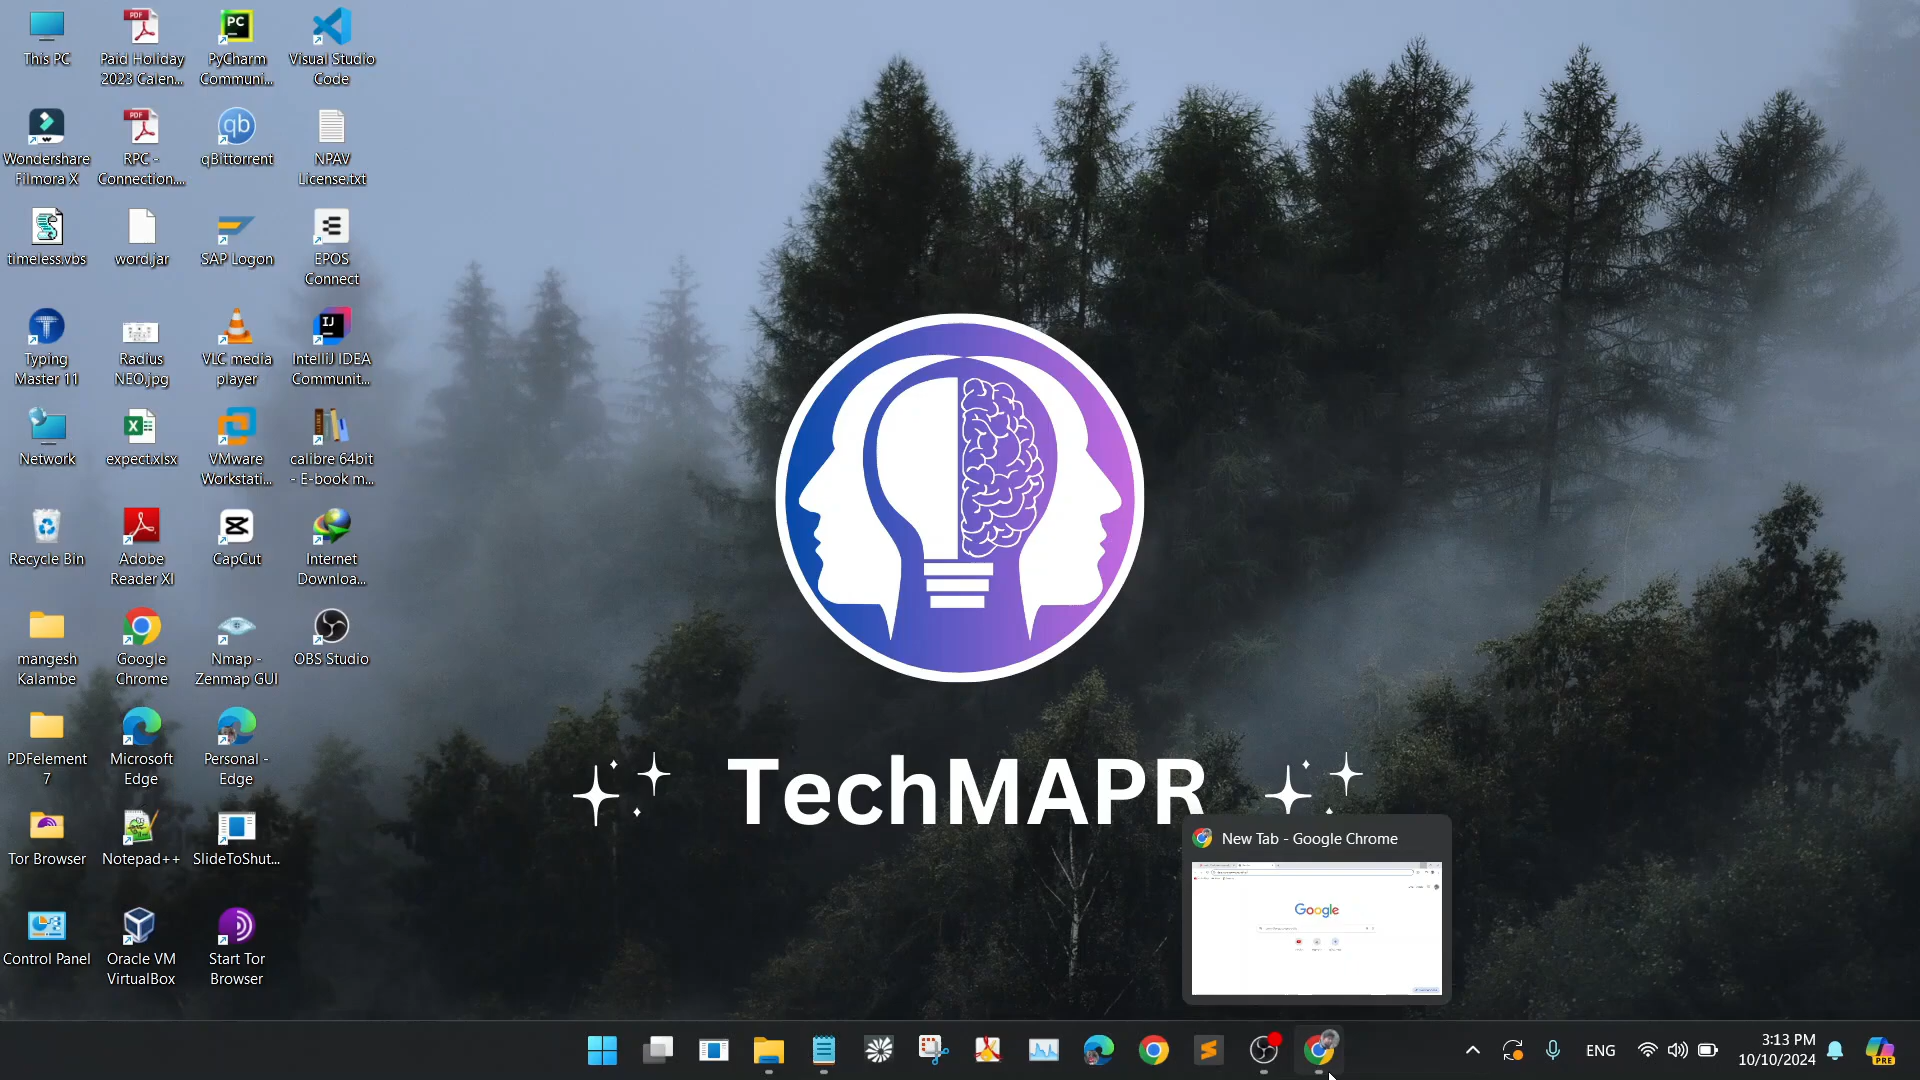 This PC
Paid Holiday
2023 Calen...
PyCharm
Communi...
Visual Studio
Code
Wondershare
Filmora X
RPC -
Connection....
qBittorrent
NPAV
License.txt
timeless.vbs
word.jar
SAP Logon
EPOS
Connect
Typing
Master 11
Radius
NEO.jpg
VLC media
player
IntelliJ IDEA
Communit...
Network
expect.xlsx
VMware
Workstati...
calibre 64bit
- E-book m...
Recycle Bin
Adobe
Reader XI
CapCut
Internet
Downloa...
mangesh
Kalambe
Google
Chrome
Nmap -
Zenmap GUI
OBS Studio
PDFelement
7
Microsoft
Edge
Personal -
Edge
Tor Browser
Notepad++
SlideToShut...
Control Panel
Oracle VM
VirtualBox
Start Tor
Browser
TechMAPR
New Tab - Google Chrome
Google
ENG
3:13 PM
10/10/2024
PRE